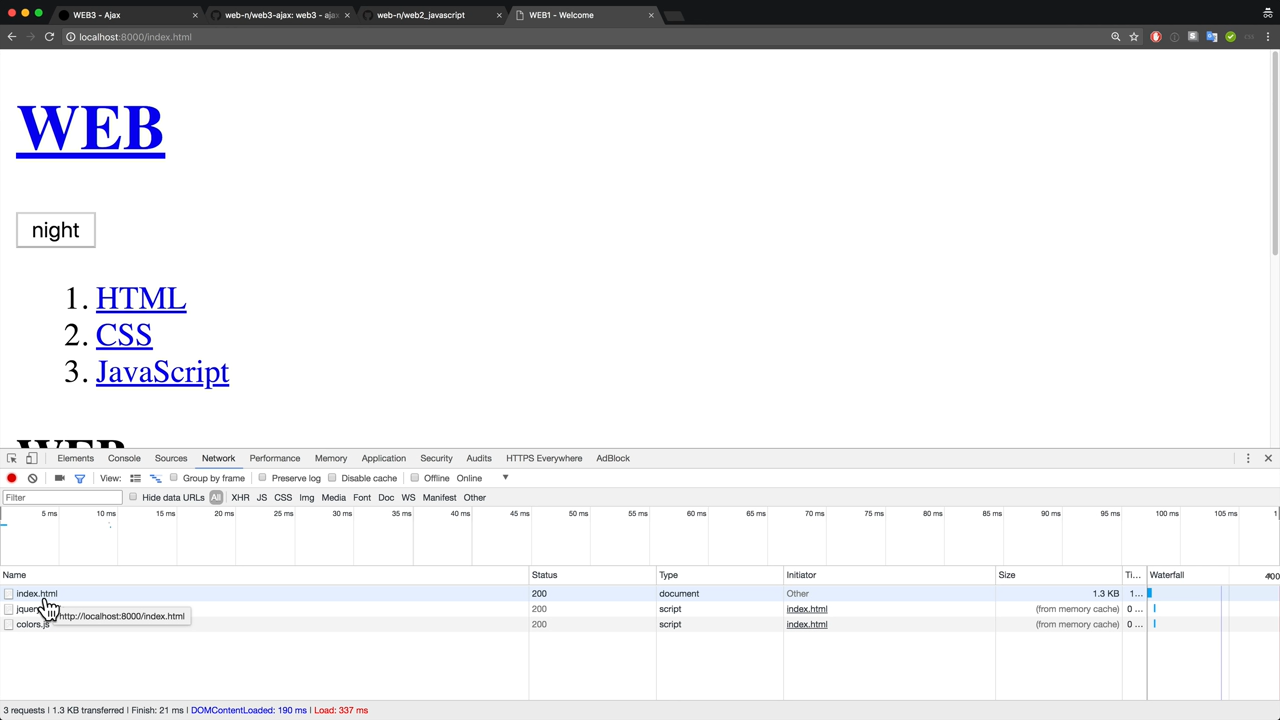 WEB3 - Ajax
web-n/web3-ajax: web3 - ajax
web-n/web2_javascript
WEB1 - Welcome
localhost:8000/index.html
WEB
night
1. HTML
2. CSS
3. JavaScript
WEB
Elements Console Sources Network Performance Memory Application Security Audits HTTPS Everywhere AdBlock
View: Group by frame Preserve log Disable cache Offline Online
Filter Hide data URLs All XHR JS CSS Img Media Font Doc WS Manifest Other
5 ms 10 ms 15 ms 20 ms 25 ms 30 ms 35 ms 40 ms 45 ms 50 ms 55 ms 60 ms 65 ms 70 ms 75 ms 80 ms 85 ms 90 ms 95 ms 100 ms 105 ms
Name Status Type Initiator Size Ti... Waterfall
index.html 200 document Other 1.3 KB 1...
200 script index.html (from memory cache) 0 ...
http://localhost:8000/index.html
colors.js 200 script index.html (from memory cache) 0 ...
3 requests | 1.3 KB transferred | Finish: 21 ms | DOMContentLoaded: 190 ms | Load: 337 ms